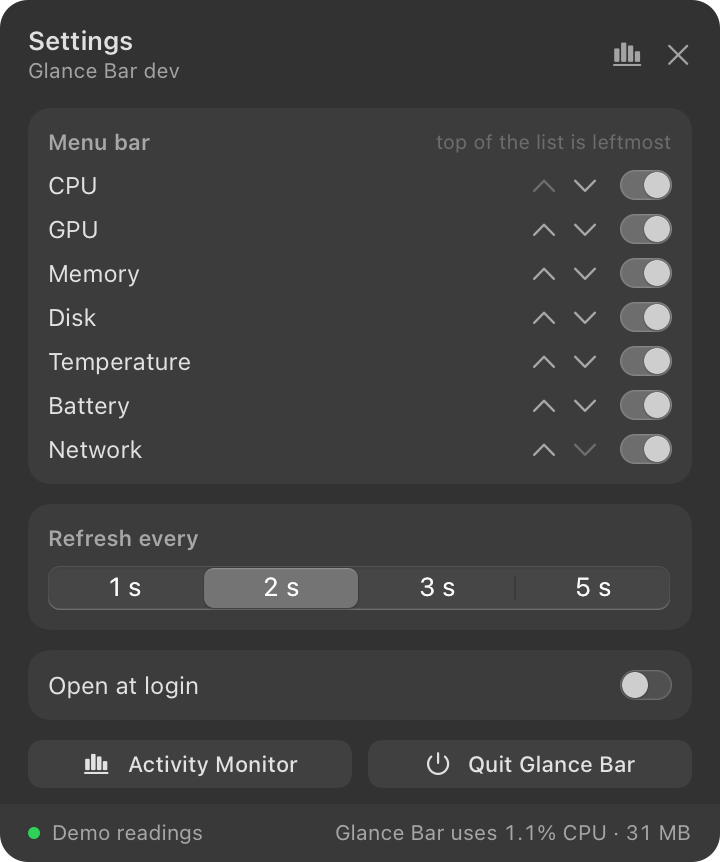 Settings
Glance Bar dev
Menu bar top of the list is leftmost
CPU
GPU
Memory
Disk
Temperature
Battery
Network
Refresh every
1 s 2 s 3 s 5 s
Open at login
Activity Monitor Quit Glance Bar
Demo readings Glance Bar uses 1.1% CPU · 31 MB